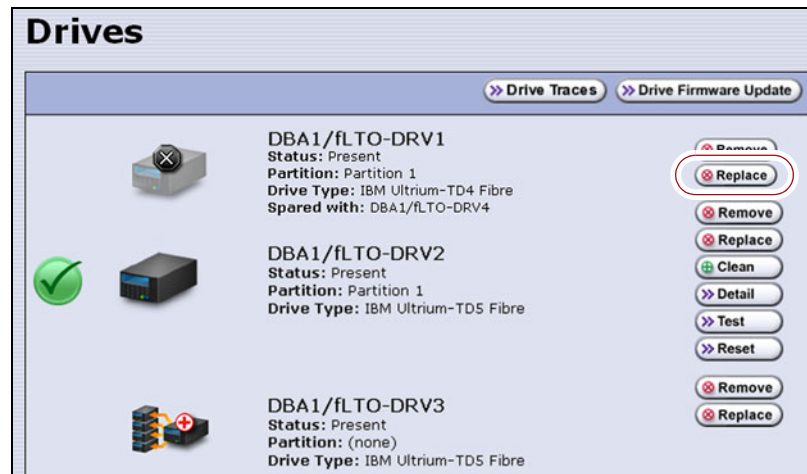 Drives
Drive Traces
Drive Firmware Update
DBA1/fLTO-DRV1
Status: Present
Partition: Partition 1
Drive Type: IBM Ultrium-TD4 Fibre
Spared with: DBA1/fLTO-DRV4
Remove
Replace
DBA1/fLTO-DRV2
Status: Present
Partition: Partition 1
Drive Type: IBM Ultrium-TD5 Fibre
Remove
Replace
Clean
Detail
Test
Reset
DBA1/fLTO-DRV3
Status: Present
Partition: (none)
Drive Type: IBM Ultrium-TD5 Fibre
Remove
Replace